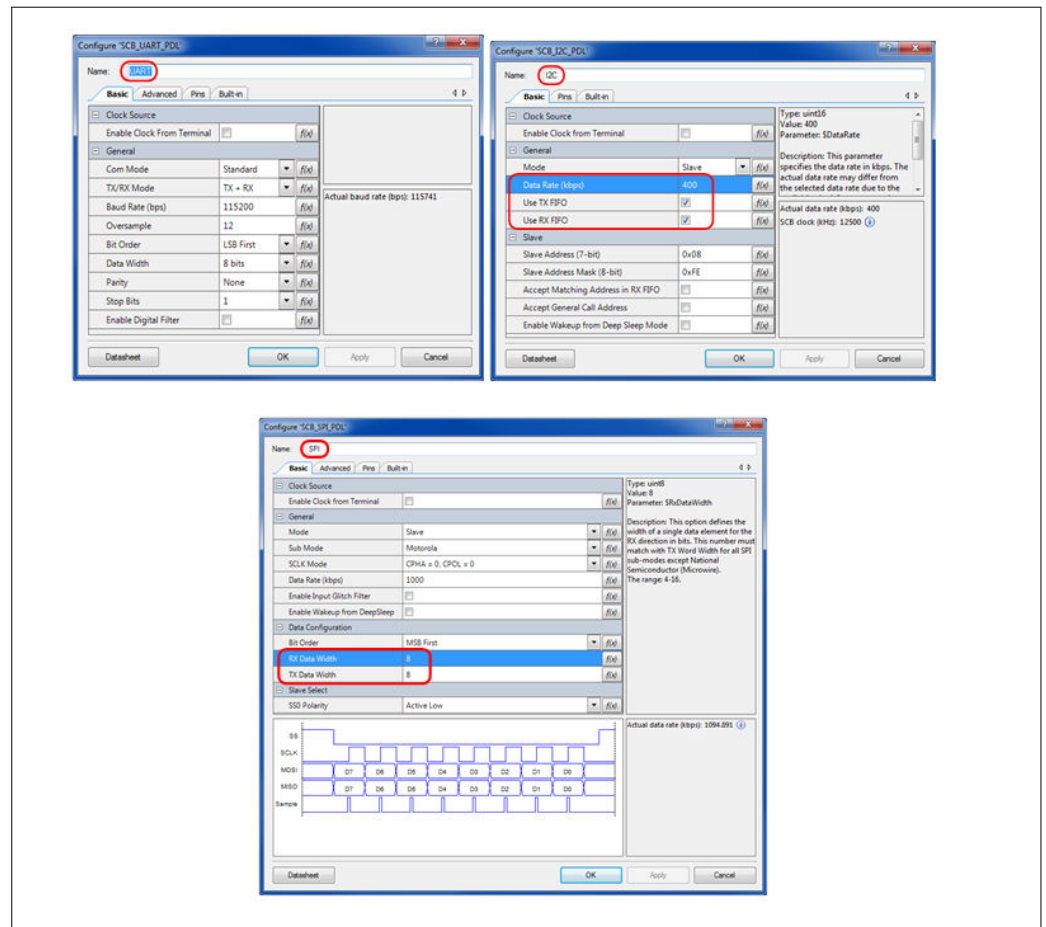 Configure 'SCB_UART_PDL'
Name: UART
Basic Advanced Pins Built-in
Clock Source
Enable Clock From Terminal f(x)
General
Com Mode Standard f(x)
TX/RX Mode TX + RX f(x)
Baud Rate (bps) 115200 f(x)
Oversample 12 f(x)
Bit Order LSB First f(x)
Data Width 8 bits f(x)
Parity None f(x)
Stop Bits 1 f(x)
Enable Digital Filter f(x)
Actual baud rate (bps): 115741
Datasheet OK Apply Cancel
Configure 'SCB_I2C_PDL'
Name: I2C
Basic Pins Built-in
Clock Source
Enable Clock from Terminal f(x)
General
Mode Slave f(x)
Data Rate (kbps) 400 f(x)
Use TX FIFO f(x)
Use RX FIFO f(x)
Slave
Slave Address (7-bit) 0x08 f(x)
Slave Address Mask (8-bit) 0xFE f(x)
Accept Matching Address in RX FIFO f(x)
Accept General Call Address f(x)
Enable Wakeup from Deep Sleep Mode f(x)
Type: uint16
Value: 400
Parameter: $DataRate
Description: This parameter
specifies the data rate in kbps. The
actual data rate may differ from
the selected data rate due to the
Actual data rate (kbps): 400
SCB clock (kHz): 12500
Datasheet OK Apply Cancel
Configure 'SCB_SPI_PDL'
Name: SPI
Basic Advanced Pins Built-in
Clock Source
Enable Clock from Terminal f(x)
General
Mode Slave f(x)
Sub Mode Motorola f(x)
SCLK Mode CPHA = 0, CPOL = 0 f(x)
Data Rate (kbps) 1000 f(x)
Enable Input Glitch Filter f(x)
Enable Wakeup from DeepSleep f(x)
Data Configuration
Bit Order MSB First f(x)
RX Data Width 8 f(x)
TX Data Width 8 f(x)
Slave Select
SS0 Polarity Active Low f(x)
Type: uint8
Value: 8
Parameter: $RxDataWidth
Description: This option defines the
width of a single data element for the
RX direction in bits. This number must
match with TX Word Width for all SPI
sub-modes except National
Semiconductor (Microwire).
The range: 4-16.
SS
SCLK
MOSI D7 D6 D5 D4 D3 D2 D1 D0
MISO D7 D6 D5 D4 D3 D2 D1 D0
Sample
Actual data rate (kbps): 1094.891
Datasheet OK Apply Cancel